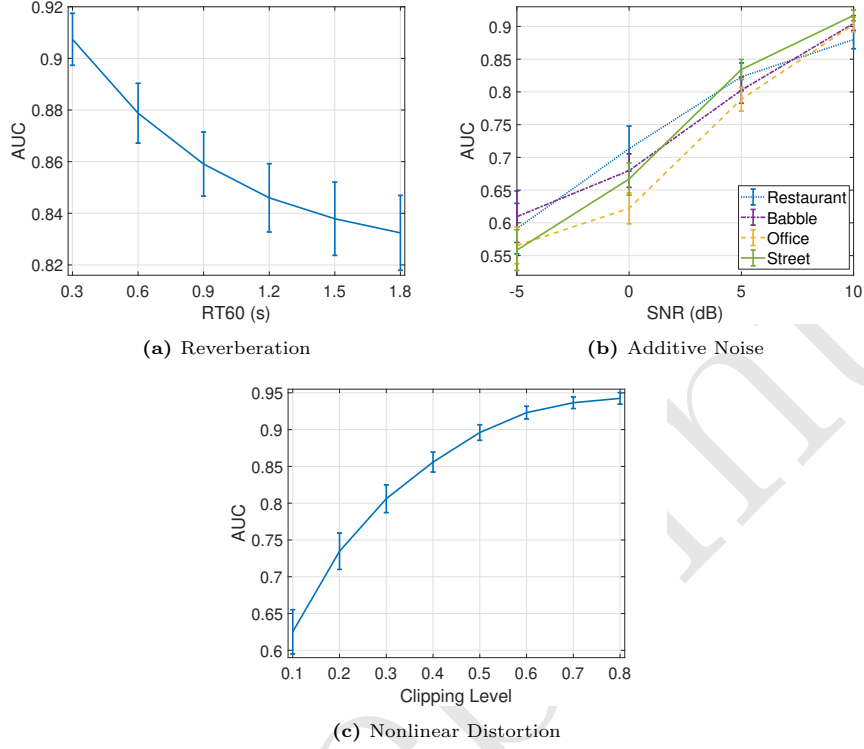 0.92
0.9
0.88
0.86
0.84
0.82
AUC
0.3 0.6 0.9 1.2 1.5 1.8
RT60 (s)
(a) Reverberation
0.9
0.85
0.8
0.75
0.7
0.65
0.6
0.55
AUC
Restaurant
Babble
Office
Street
-5 0 5 10
SNR (dB)
(b) Additive Noise
0.95
0.9
0.85
0.8
0.75
0.7
0.65
0.6
AUC
0.1 0.2 0.3 0.4 0.5 0.6 0.7 0.8
Clipping Level
(c) Nonlinear Distortion